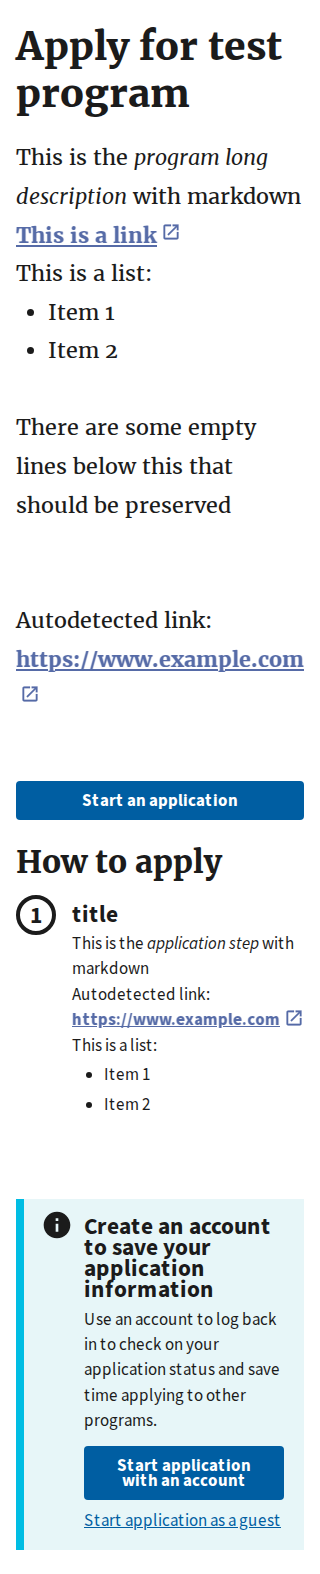 Apply for test
program
This is the program long
description with markdown
This is a link
This is a list:
• Item 1
• Item 2
There are some empty
lines below this that
should be preserved
Autodetected link:
https://www.example.com
Start an application
How to apply
1 title
This is the application step with
markdown
Autodetected link:
https://www.example.com
This is a list:
• Item 1
• Item 2
Create an account
to save your
application
information
Use an account to log back
in to check on your
application status and save
time applying to other
programs.
Start application
with an account
Start application as a guest